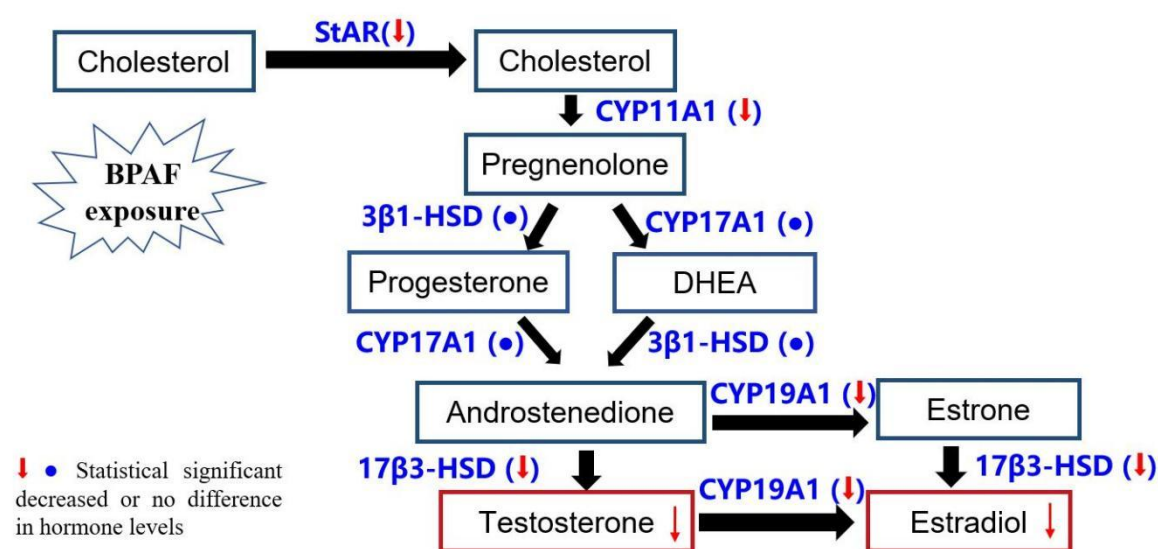 StAR(↓)
Cholesterol
Cholesterol
CYP11A1 (↓)
BPAF
exposure
Pregnenolone
3β1-HSD (●)
CYP17A1 (●)
Progesterone
DHEA
CYP17A1 (●)
3β1-HSD (●)
CYP19A1 (↓)
Androstenedione
Estrone
17β3-HSD (↓)
17β3-HSD (↓)
CYP19A1 (↓)
Testosterone ↓
Estradiol ↓
↓ ● Statistical significant
decreased or no difference
in hormone levels